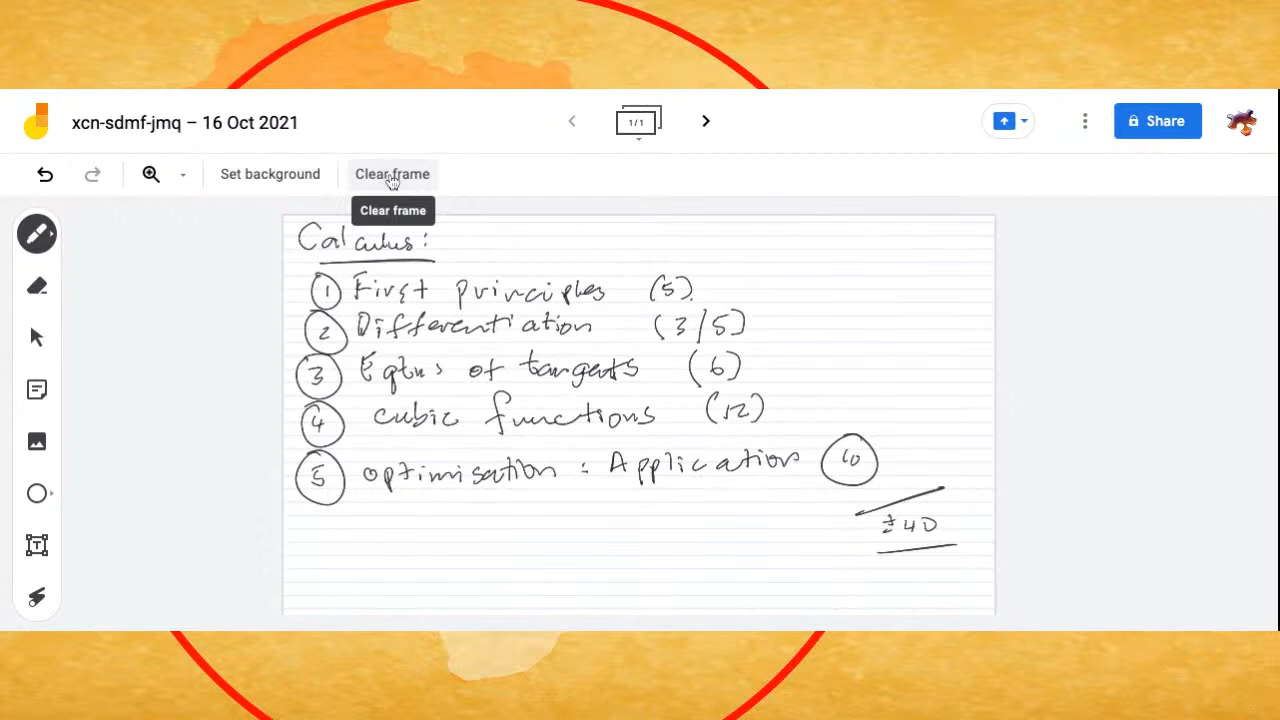 xcn-sdmf-jmq – 16 Oct 2021
1/1
Share
Set background
Clear frame
Clear frame
Calculus:
1 First principles (5).
2 Differentiation (3/5)
3 Eqtns of tangents (6)
4 cubic functions (12)
5 optimisation : Application 10
± 40